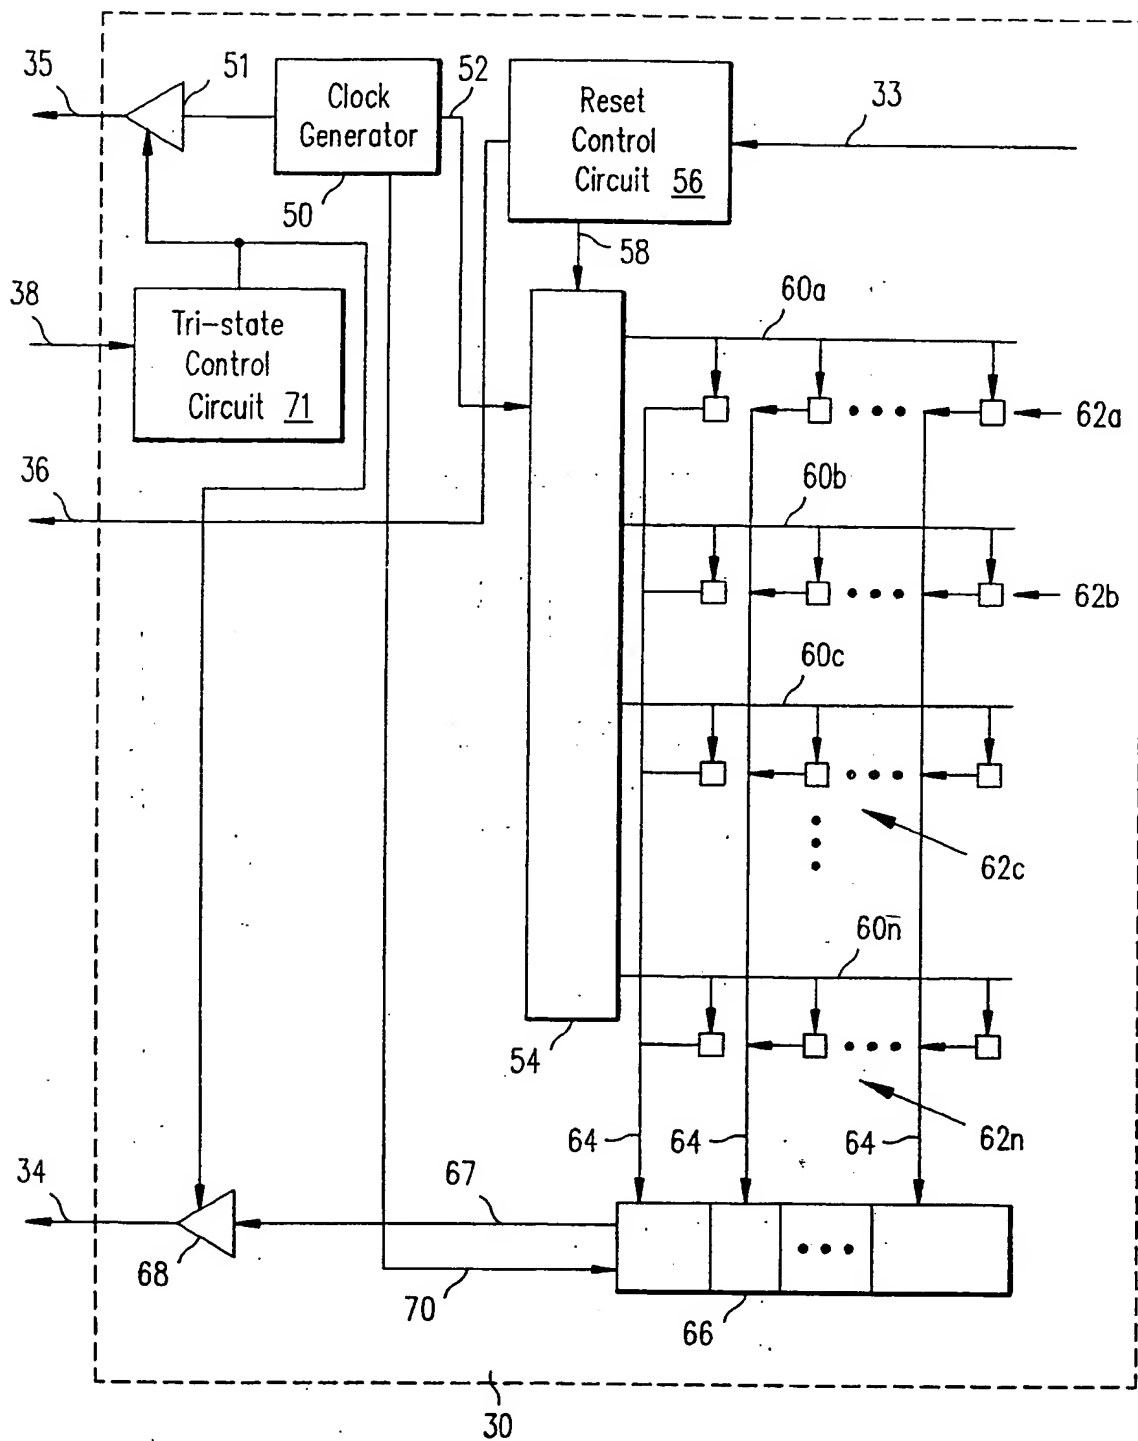 35
51
Clock
Generator
50
52
Reset
Control
Circuit 56
33
58
38
Tri-state
Control
Circuit 71
60a
62a
36
60b
62b
60c
62c
60n̅
54
62n
64
64
64
34
67
68
70
66
30